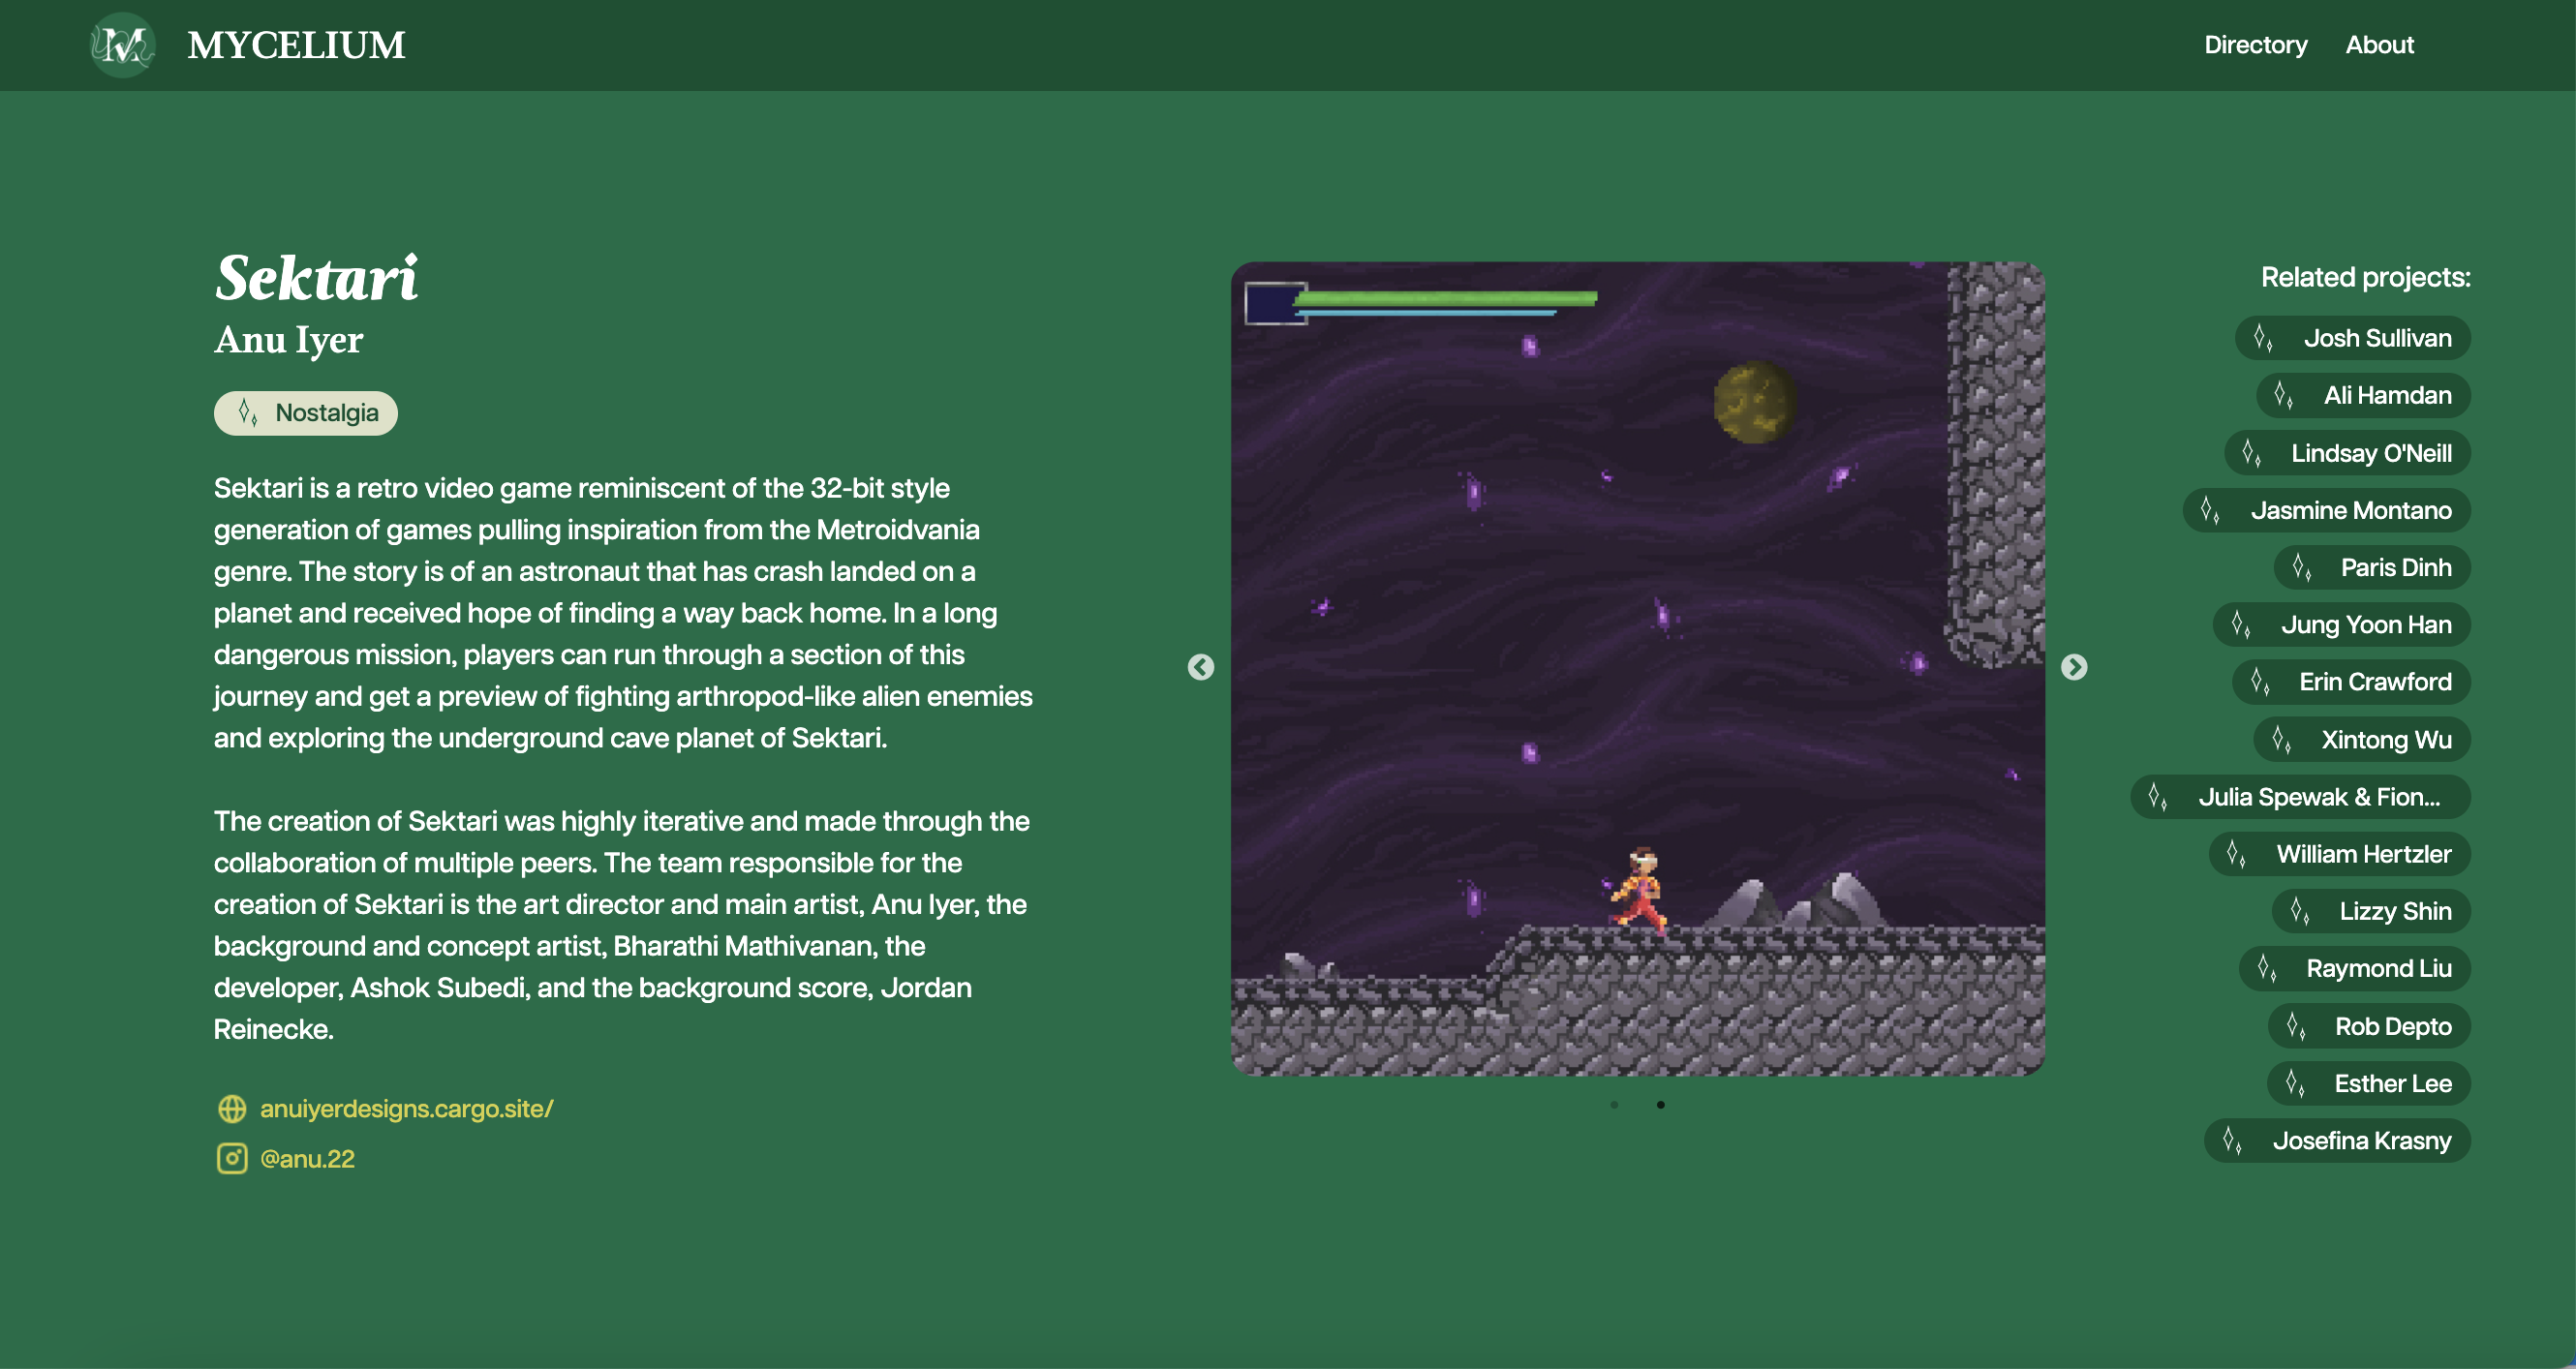 MYCELIUM
Directory
About
Sektari
Anu Iyer
Nostalgia
Sektari is a retro video game reminiscent of the 32-bit style
generation of games pulling inspiration from the Metroidvania
genre. The story is of an astronaut that has crash landed on a
planet and received hope of finding a way back home. In a long
dangerous mission, players can run through a section of this
journey and get a preview of fighting arthropod-like alien enemies
and exploring the underground cave planet of Sektari.
The creation of Sektari was highly iterative and made through the
collaboration of multiple peers. The team responsible for the
creation of Sektari is the art director and main artist, Anu Iyer, the
background and concept artist, Bharathi Mathivanan, the
developer, Ashok Subedi, and the background score, Jordan
Reinecke.
anuiyerdesigns.cargo.site/
@anu.22
Related projects:
Josh Sullivan
Ali Hamdan
Lindsay O'Neill
Jasmine Montano
Paris Dinh
Jung Yoon Han
Erin Crawford
Xintong Wu
Julia Spewak & Fion...
William Hertzler
Lizzy Shin
Raymond Liu
Rob Depto
Esther Lee
Josefina Krasny